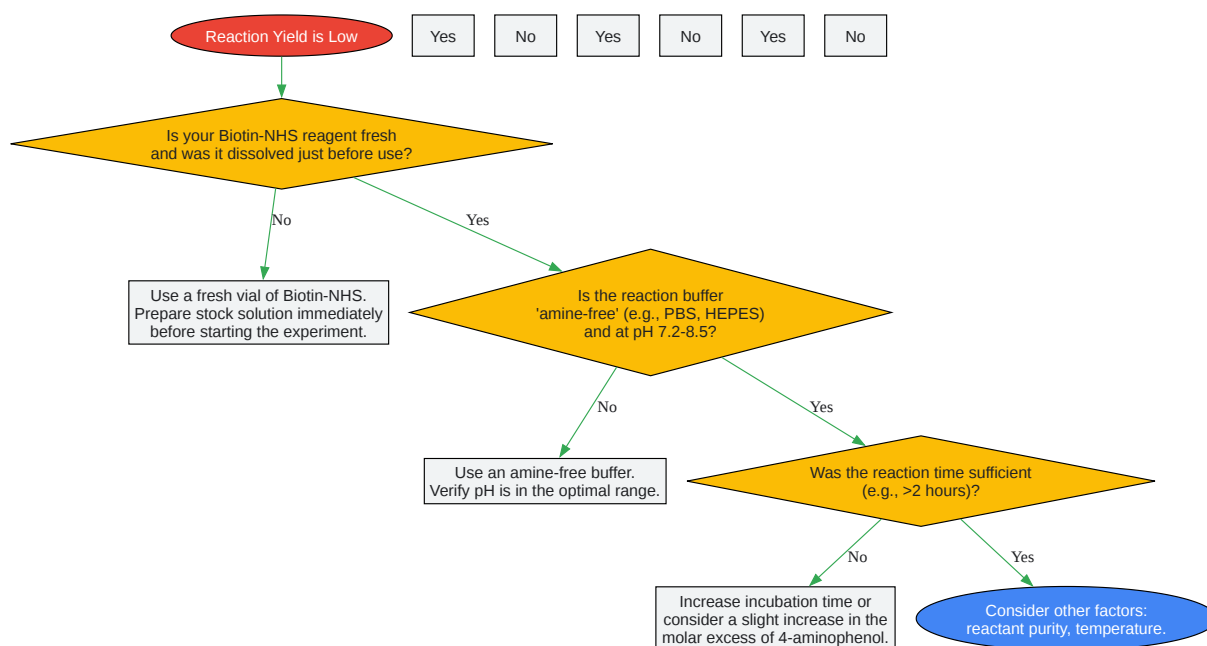 Reaction Yield is Low
Yes
No
Yes
No
Yes
No
Is your Biotin-NHS reagent fresh
and was it dissolved just before use?
No
Yes
Use a fresh vial of Biotin-NHS.
Prepare stock solution immediately
before starting the experiment.
Is the reaction buffer
'amine-free' (e.g., PBS, HEPES)
and at pH 7.2-8.5?
No
Yes
Use an amine-free buffer.
Verify pH is in the optimal range.
Was the reaction time sufficient
(e.g., >2 hours)?
No
Yes
Increase incubation time or
consider a slight increase in the
molar excess of 4-aminophenol.
Consider other factors:
reactant purity, temperature.